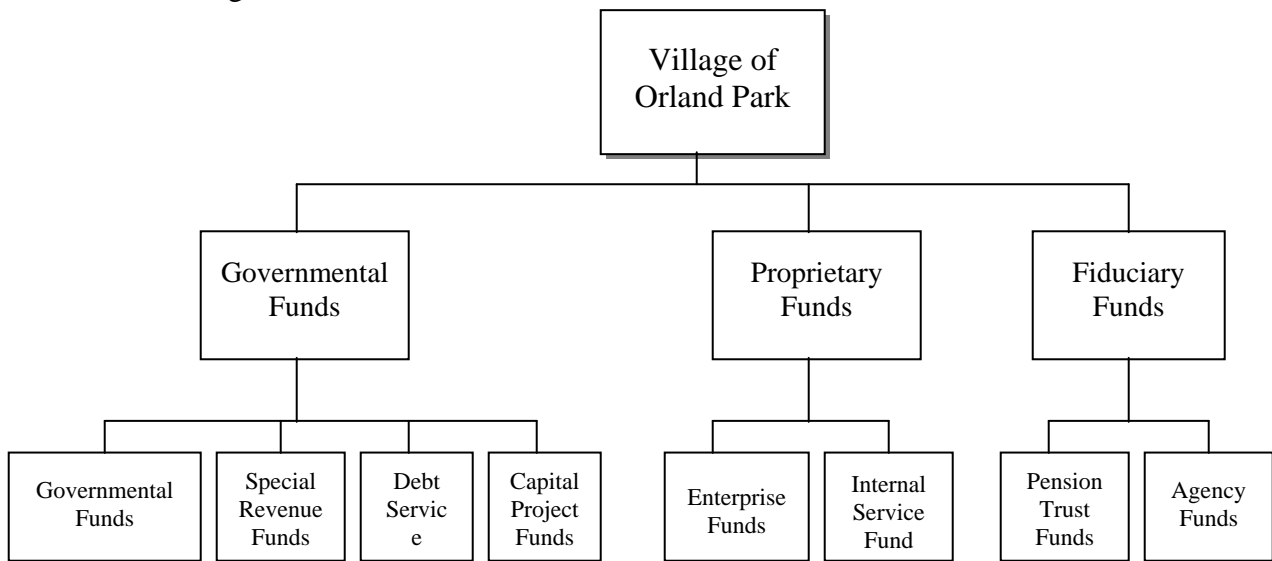 Village of
Orland Park
Governmental
Funds
Proprietary
Funds
Fiduciary
Funds
Governmental
Funds
Special
Revenue
Funds
Debt
Servic
e
Capital
Project
Funds
Enterprise
Funds
Internal
Service
Fund
Pension
Trust
Funds
Agency
Funds